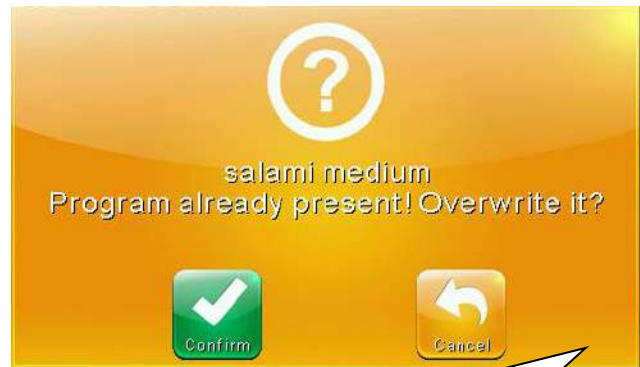 ?
salami medium
Program already present! Overwrite it?
Confirm
Cancel